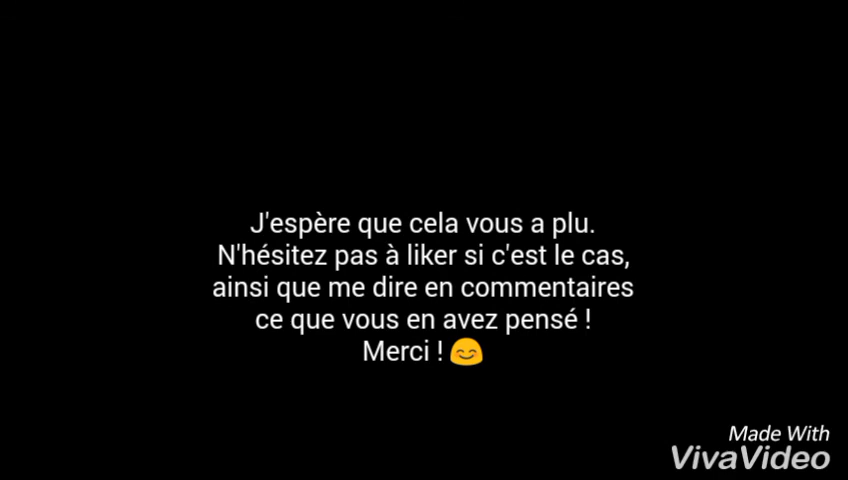 J'espère que cela vous a plu.
N'hésitez pas à liker si c'est le cas,
ainsi que me dire en commentaires
ce que vous en avez pensé !
Merci ! 😊
Made With
VivaVideo